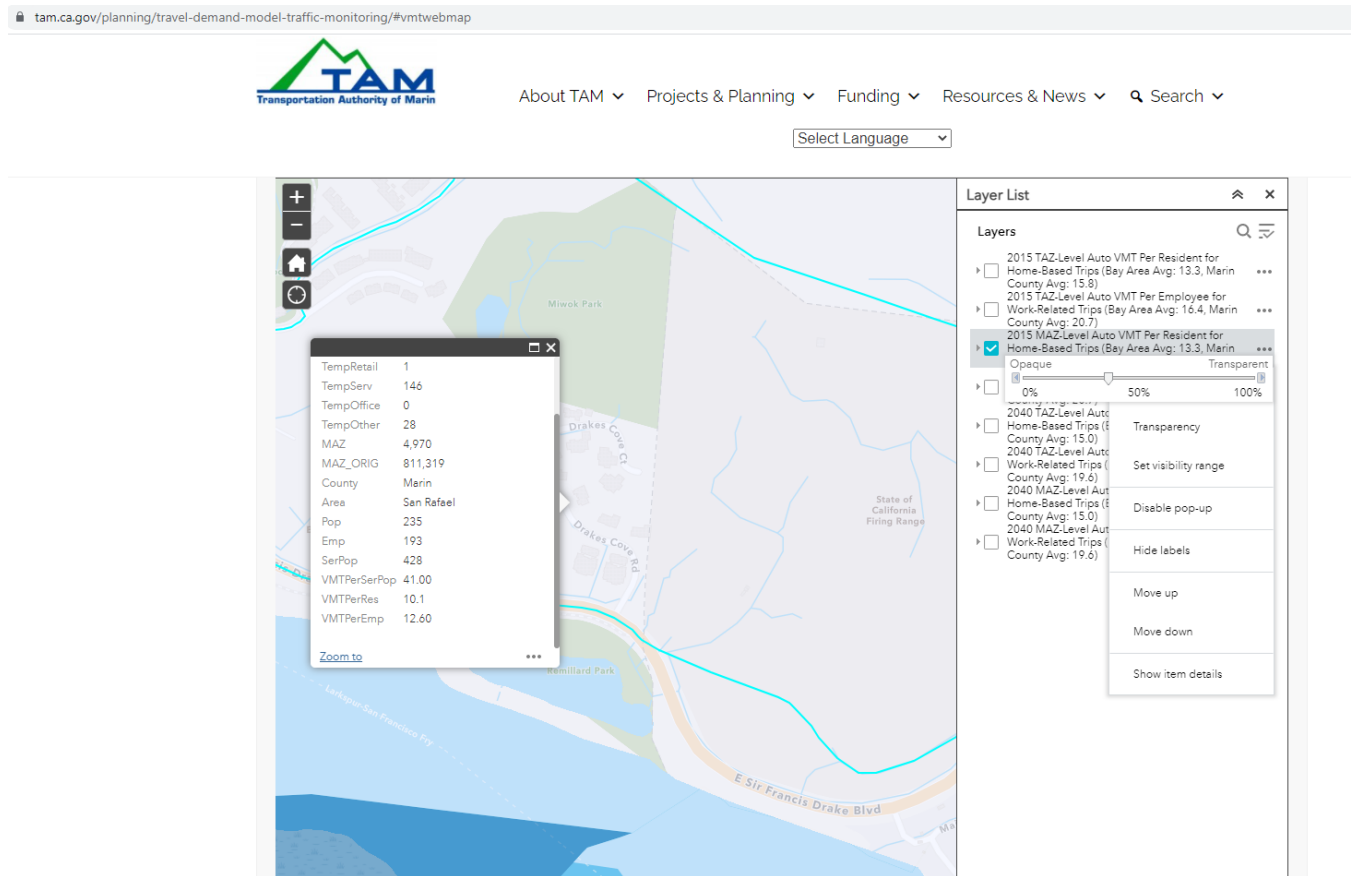 tam.ca.gov/planning/travel-demand-model-traffic-monitoring/#vmtwebmap
TAM
Transportation Authority of Marin
About TAM
Projects & Planning
Funding
Resources & News
Search
Select Language
+
−
Miwok Park
Drakes Cove Ct
Drakes Cove Rd
State of
California
Firing Range
Remillard Park
Larkspur-San Francisco Fry
E Sir Francis Drake Blvd
TempRetail 1
TempServ 146
TempOffice 0
TempOther 28
MAZ 4,970
MAZ_ORIG 811,319
County Marin
Area San Rafael
Pop 235
Emp 193
SerPop 428
VMTPerSerPop 41.00
VMTPerRes 10.1
VMTPerEmp 12.60
Zoom to
Layer List
Layers
2015 TAZ-Level Auto VMT Per Resident for
Home-Based Trips (Bay Area Avg: 13.3, Marin
County Avg: 15.8)
2015 TAZ-Level Auto VMT Per Employee for
Work-Related Trips (Bay Area Avg: 16.4, Marin
County Avg: 20.7)
2015 MAZ-Level Auto VMT Per Resident for
Home-Based Trips (Bay Area Avg: 13.3, Marin
Opaque Transparent
0% 50% 100%
2040 TAZ-Level Auto
Home-Based Trips (
County Avg: 15.0)
2040 TAZ-Level Auto
Work-Related Trips (
County Avg: 19.6)
2040 MAZ-Level Aut
Home-Based Trips (
County Avg: 15.0)
2040 MAZ-Level Aut
Work-Related Trips (
County Avg: 19.6)
Transparency
Set visibility range
Disable pop-up
Hide labels
Move up
Move down
Show item details